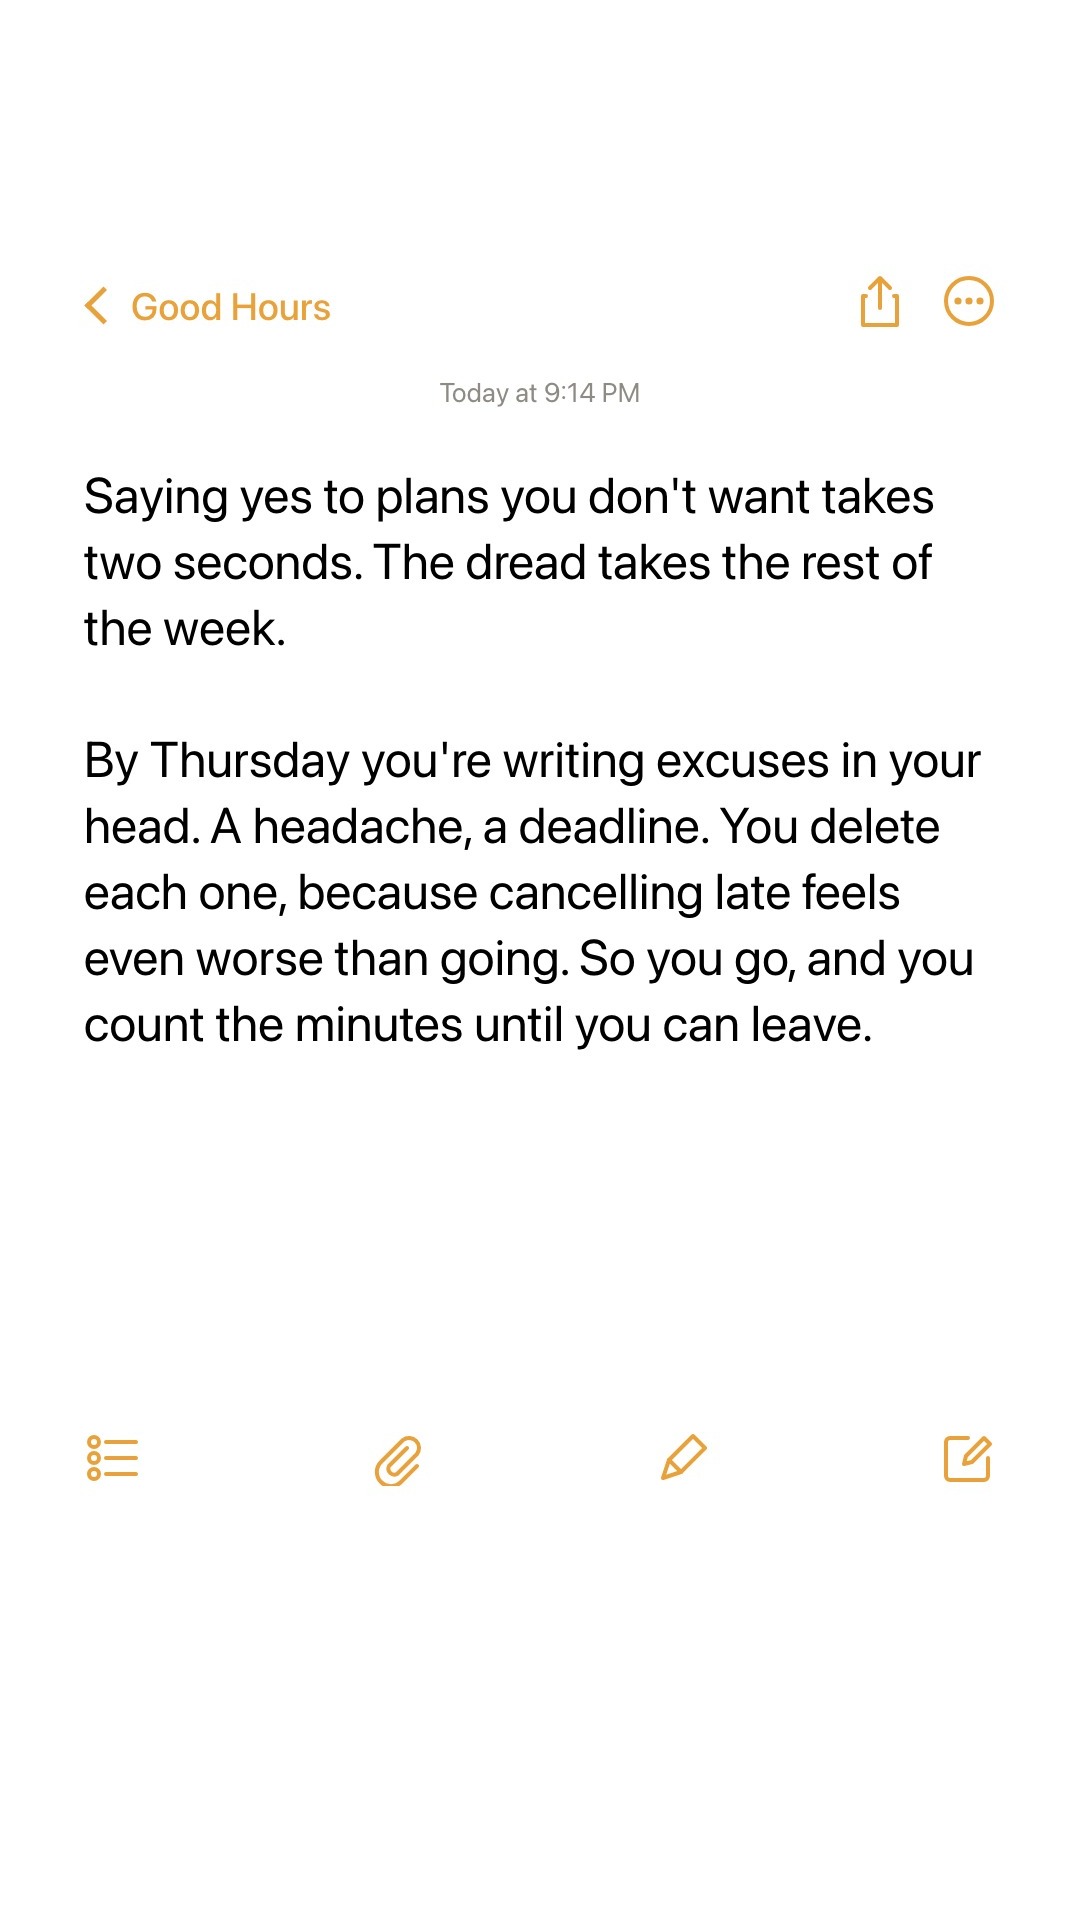 Good Hours
Today at 9:14 PM
Saying yes to plans you don't want takes
two seconds. The dread takes the rest of
the week.
By Thursday you're writing excuses in your
head. A headache, a deadline. You delete
each one, because cancelling late feels
even worse than going. So you go, and you
count the minutes until you can leave.